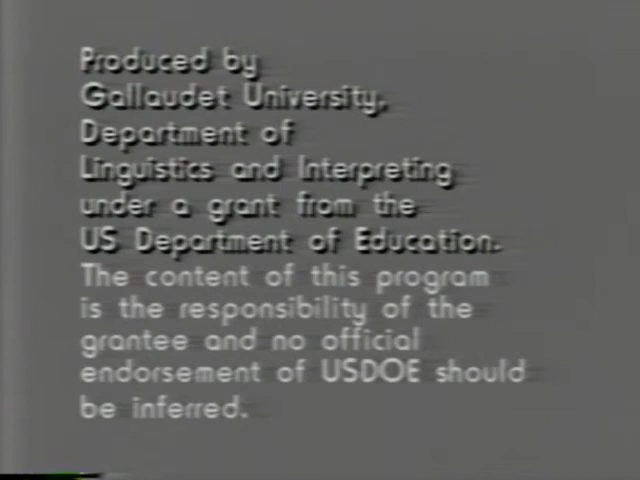 Produced by
Gallaudet University,
Department of
Linguistics and Interpreting
under a grant from the
US Department of Education.
The content of this program
is the responsibility of the
grantee and no official
endorsement of USDOE should
be inferred.